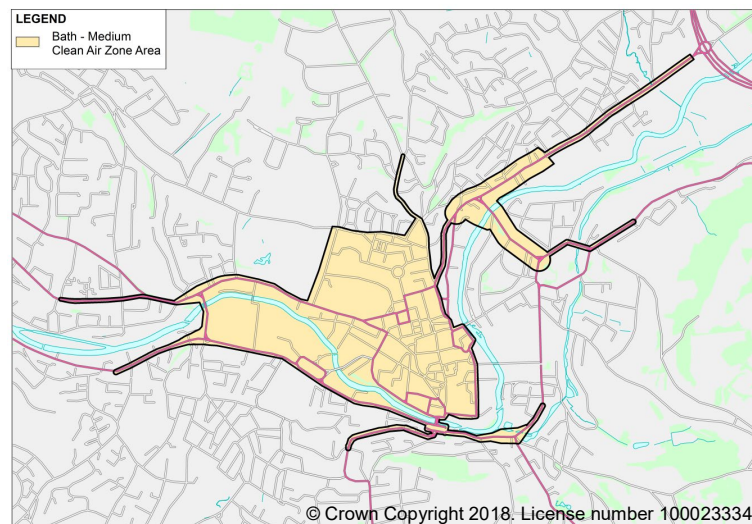 LEGEND
Bath - Medium
Clean Air Zone Area
© Crown Copyright 2018. License number 100023334